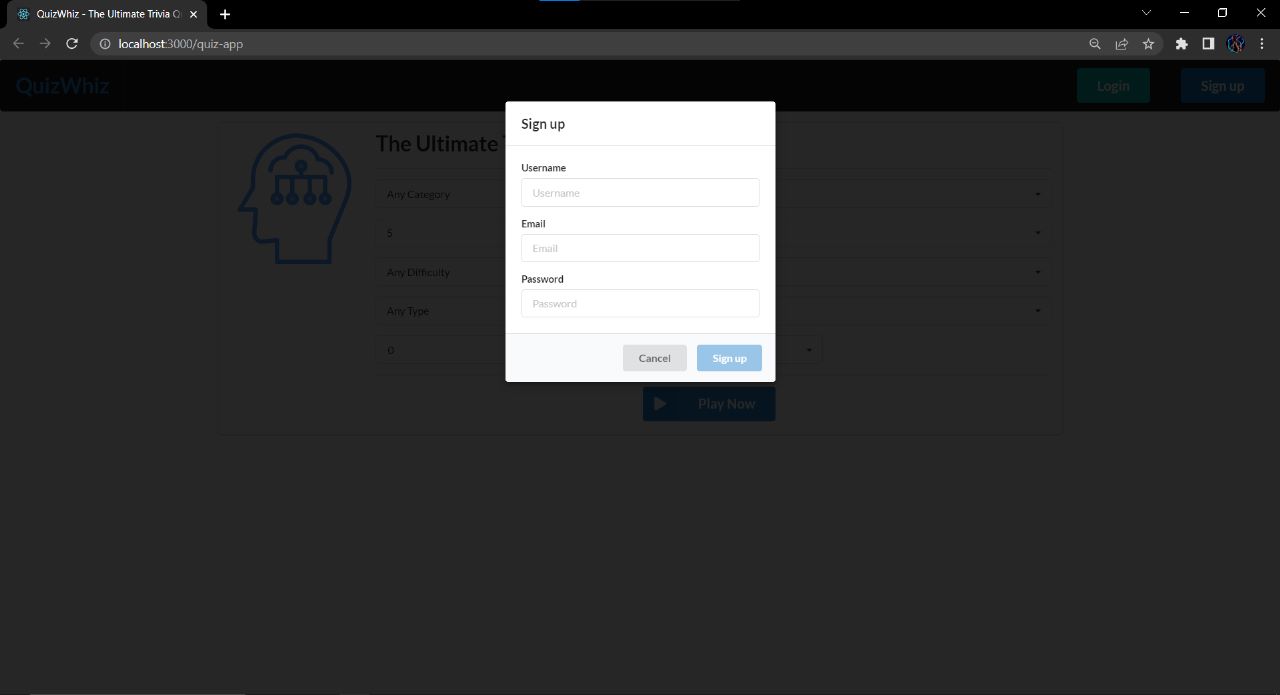 QuizWhiz - The Ultimate Trivia Q
localhost:3000/quiz-app
QuizWhiz
Login
Sign up
The Ultimate
Any Category
5
Any Difficulty
Any Type
0
Play Now
Sign up
Username
Username
Email
Email
Password
Password
Cancel
Sign up